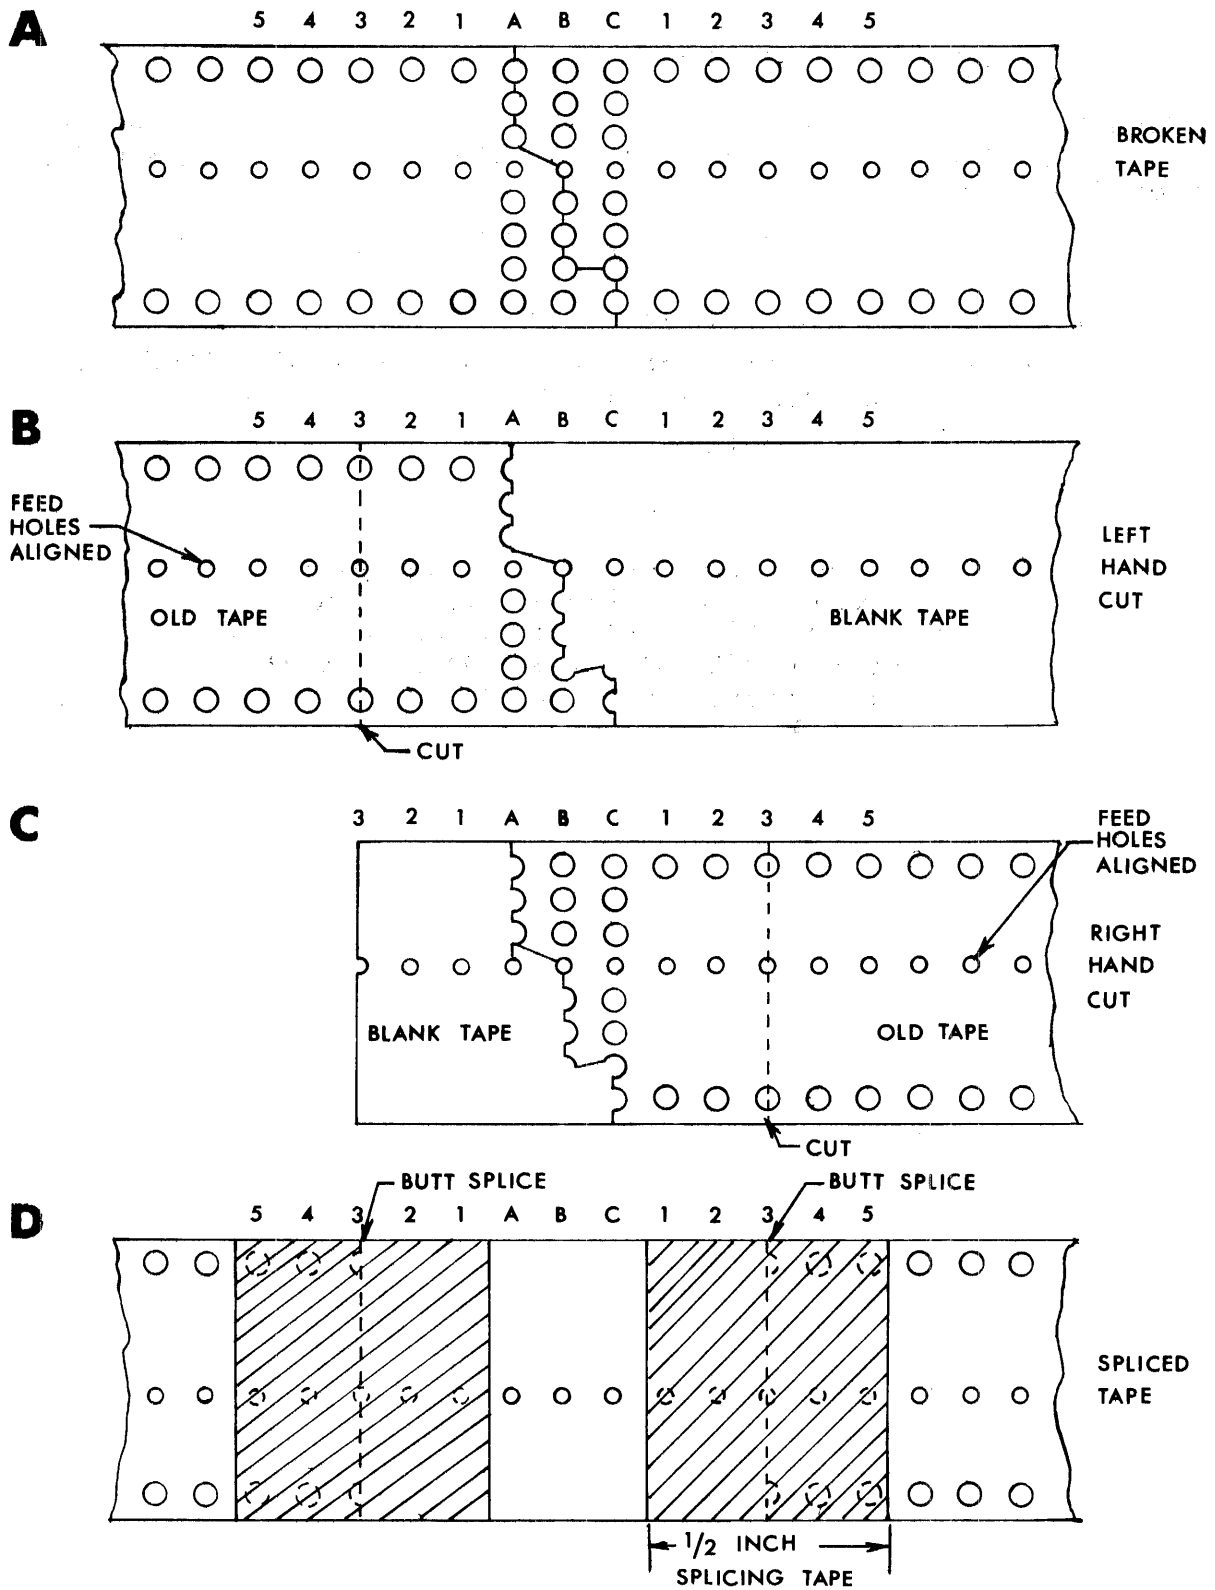 A
5 4 3 2 1 A B C 1 2 3 4 5
BROKEN
TAPE
B
5 4 3 2 1 A B C 1 2 3 4 5
FEED
HOLES
ALIGNED
LEFT
HAND
CUT
OLD TAPE
BLANK TAPE
CUT
C
3 2 1 A B C 1 2 3 4 5
FEED
HOLES
ALIGNED
RIGHT
HAND
CUT
BLANK TAPE
OLD TAPE
CUT
BUTT SPLICE
BUTT SPLICE
D
5 4 3 2 1 A B C 1 2 3 4 5
SPLICED
TAPE
1/2 INCH
SPLICING TAPE